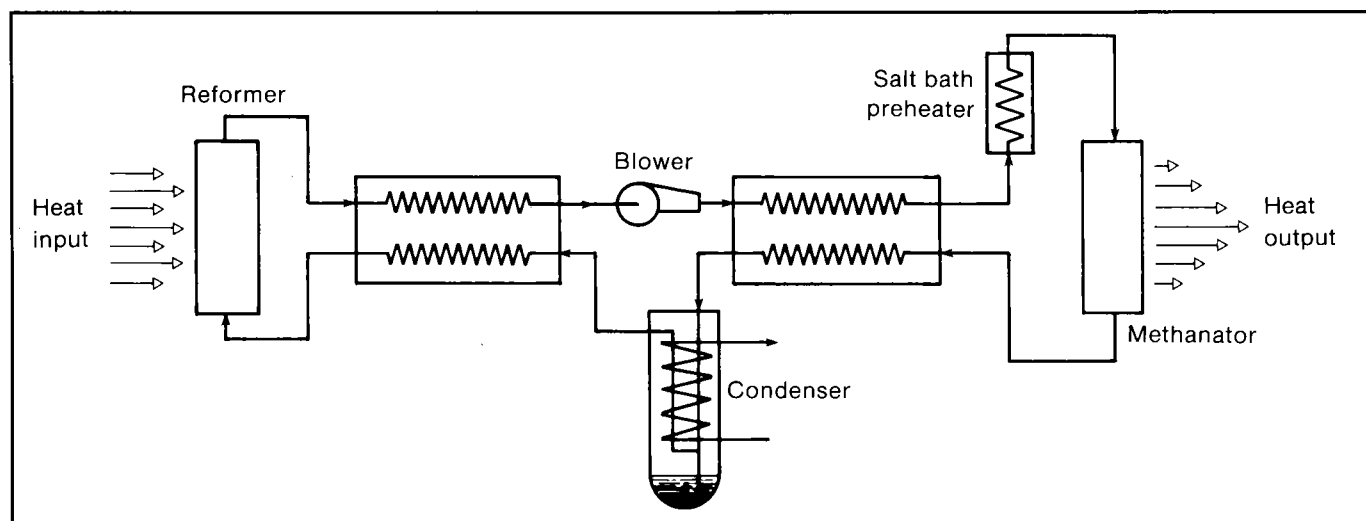 Reformer
Heat
input
Blower
Salt bath
preheater
Heat
output
Methanator
Condenser